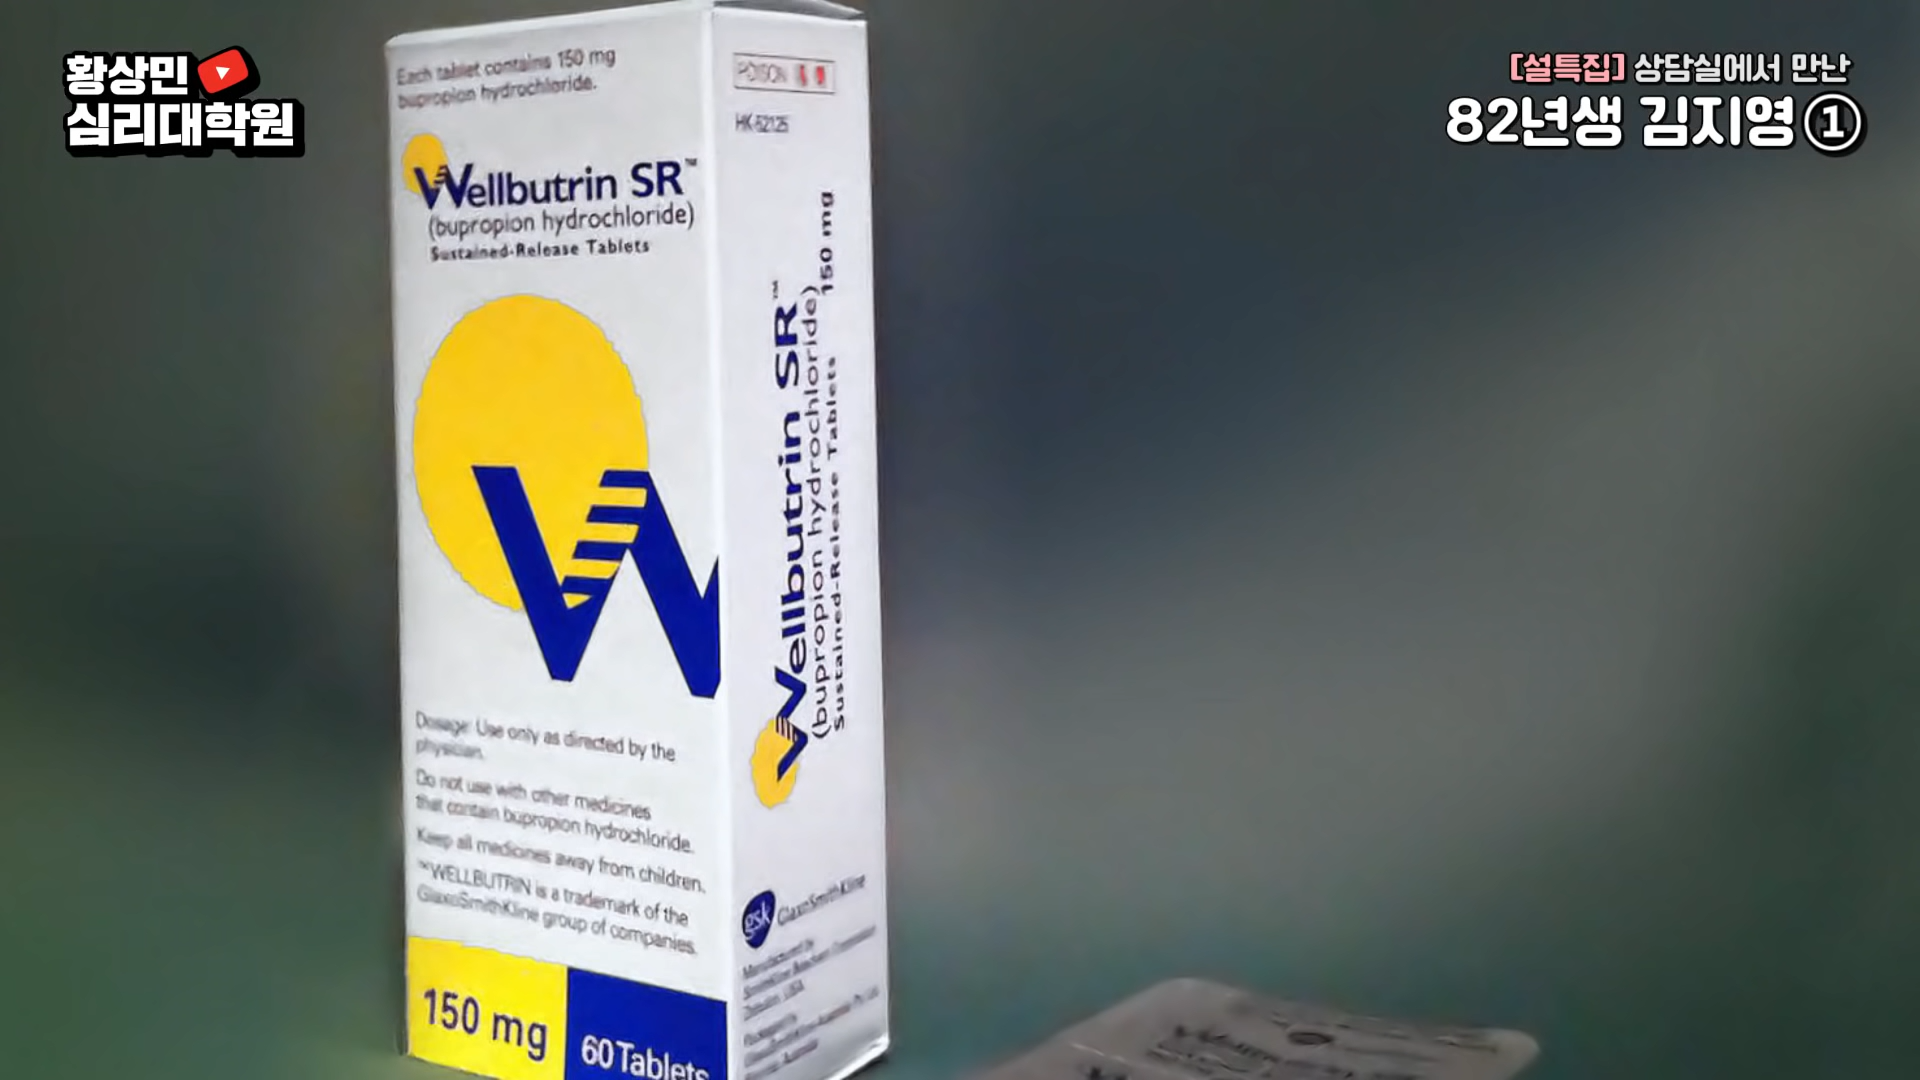 황상민
심리대학원
[설특집] 상담실에서 만난
82년생 김지영①
Each tablet contains 150 mg
bupropion hydrochloride.
Wellbutrin SR™
(bupropion hydrochloride)
Sustained-Release Tablets
Dosage: Use only as directed by the
physician.
Do not use with other medicines
that contain bupropion hydrochloride.
Keep all medicines away from children.
™WELLBUTRIN is a trademark of the
GlaxoSmithKline group of companies.
150 mg
60 Tablets
POISON
HK-52125
Wellbutrin SR™
(bupropion hydrochloride) 150 mg
Sustained-Release Tablets
gsk GlaxoSmithKline
Manufactured by